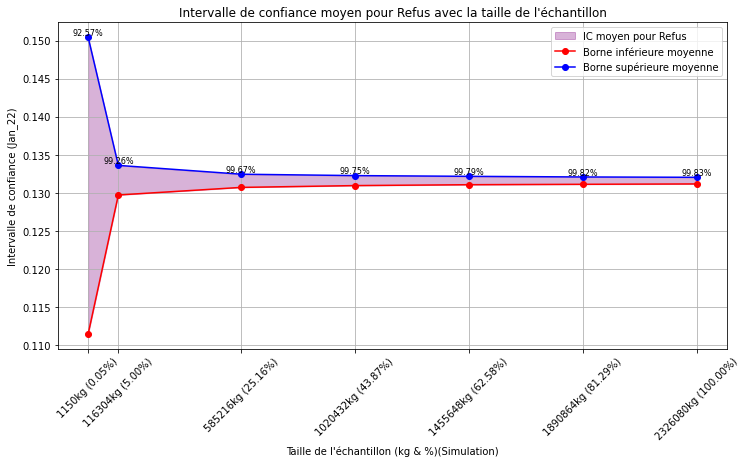 Intervalle de confiance moyen pour Refus avec la taille de l'échantillon
IC moyen pour Refus
Borne inférieure moyenne
Borne supérieure moyenne
92.57%
99.26%
99.67%
99.75%
99.79%
99.82%
99.83%
Intervalle de confiance (Jan_22)
0.150
0.145
0.140
0.135
0.130
0.125
0.120
0.115
0.110
1150kg (0.05%)
116304kg (5.00%)
585216kg (25.16%)
1020432kg (43.87%)
1455648kg (62.58%)
1890864kg (81.29%)
2326080kg (100.00%)
Taille de l'échantillon (kg & %)(Simulation)